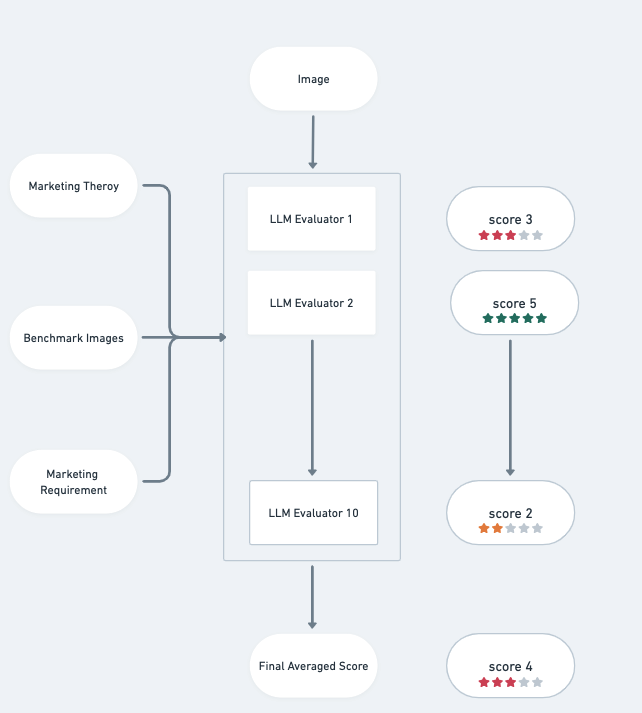 Image
Marketing Theroy
LLM Evaluator 1
score 3
LLM Evaluator 2
score 5
Benchmark Images
Marketing
Requirement
LLM Evaluator 10
score 2
Final Averaged Score
score 4